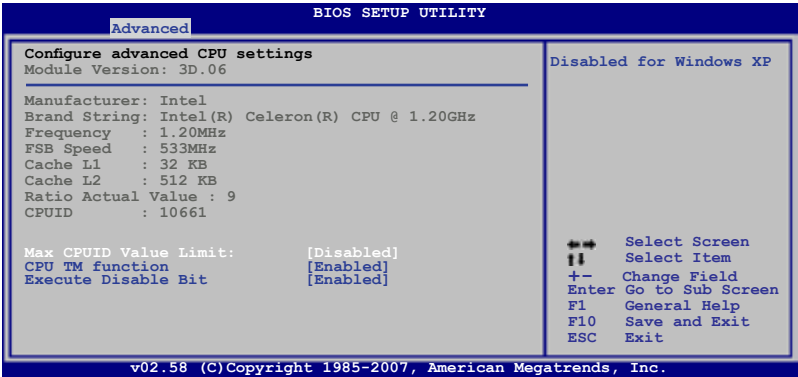 BIOS SETUP UTILITY
Advanced
Configure advanced CPU settings
Module Version: 3D.06
Manufacturer: Intel
Brand String: Intel(R) Celeron(R) CPU @ 1.20GHz
Frequency : 1.20MHz
FSB Speed : 533MHz
Cache L1 : 32 KB
Cache L2 : 512 KB
Ratio Actual Value : 9
CPUID : 10661
Max CPUID Value Limit: [Disabled]
CPU TM function [Enabled]
Execute Disable Bit [Enabled]
Disabled for Windows XP
←→ Select Screen
↑↓ Select Item
+- Change Field
Enter Go to Sub Screen
F1 General Help
F10 Save and Exit
ESC Exit
v02.58 (C)Copyright 1985-2007, American Megatrends, Inc.